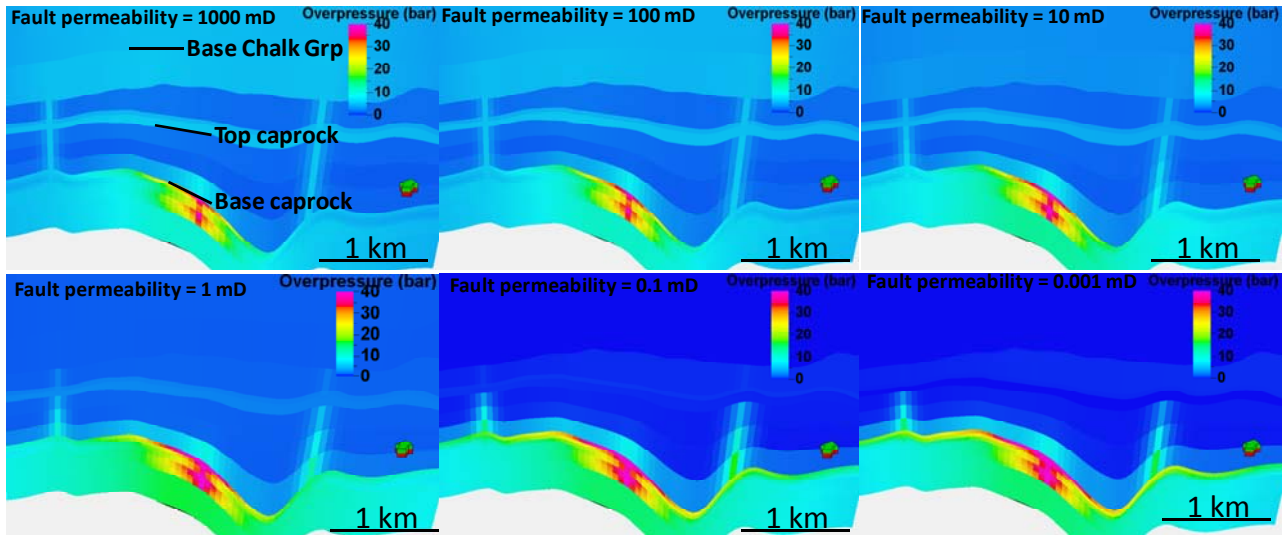 Fault permeability = 1000 mD
Overpressure (bar)
40
30
20
10
0
Base Chalk Grp
Top caprock
Base caprock
1 km
Fault permeability = 100 mD
Overpressure (bar)
40
30
20
10
0
1 km
Fault permeability = 10 mD
Overpressure (bar)
40
30
20
10
0
1 km
Fault permeability = 1 mD
Overpressure (bar)
40
30
20
10
0
1 km
Fault permeability = 0.1 mD
Overpressure (bar)
40
30
20
10
0
1 km
Fault permeability = 0.001 mD
Overpressure (bar)
40
30
20
10
0
1 km